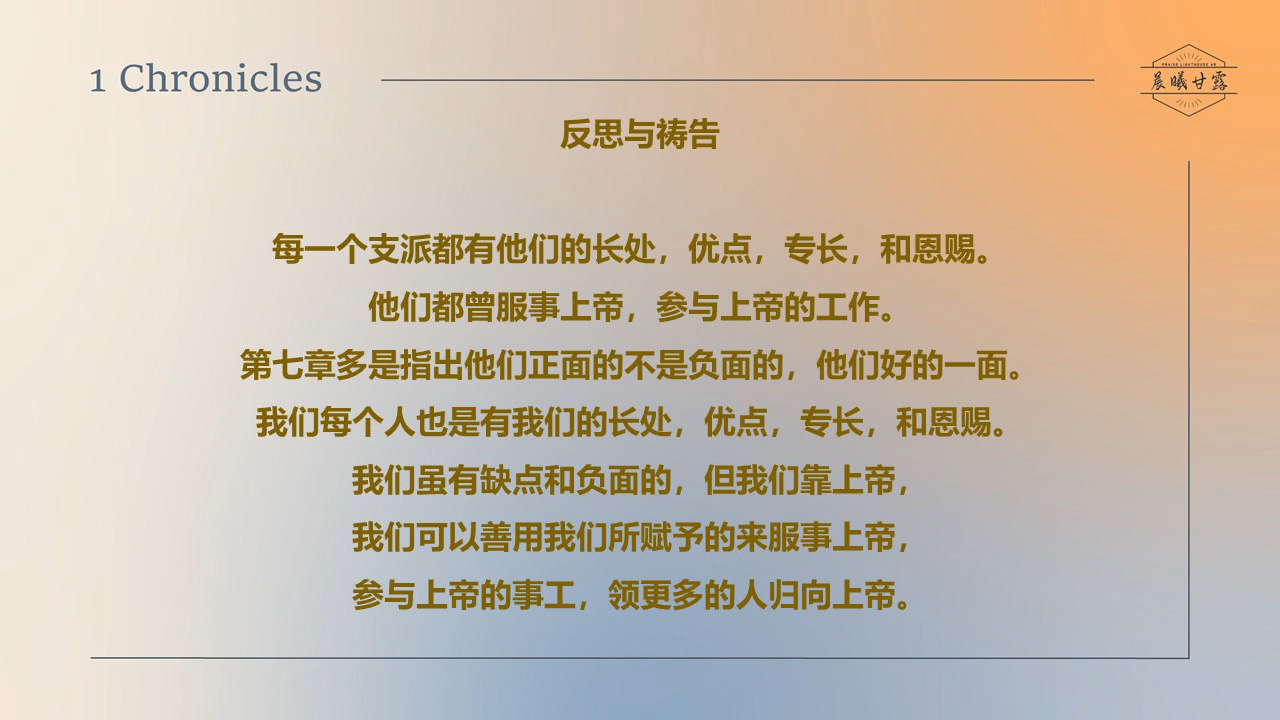 1 Chronicles
PRAISE LIGHTHOUSE AG
晨曦甘露
反思与祷告
每一个支派都有他们的长处，优点，专长，和恩赐。
他们都曾服事上帝，参与上帝的工作。
第七章多是指出他们正面的不是负面的，他们好的一面。
我们每个人也是有我们的长处，优点，专长，和恩赐。
我们虽有缺点和负面的，但我们靠上帝，
我们可以善用我们所赋予的来服事上帝，
参与上帝的事工，领更多的人归向上帝。